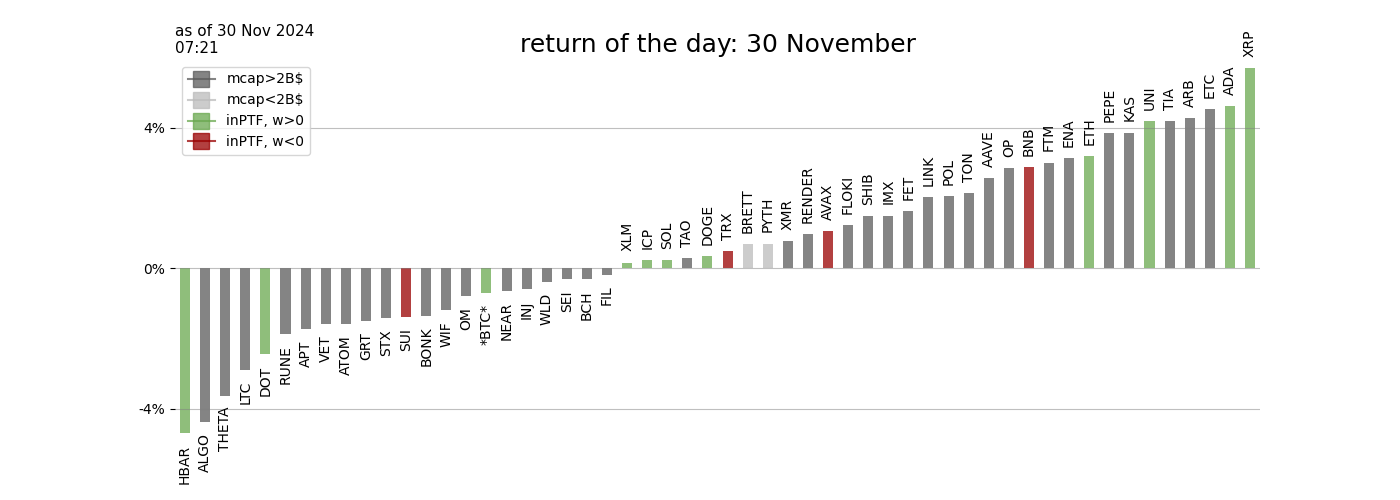 as of 30 Nov 2024
07:21
return of the day: 30 November
mcap>2B$
mcap<2B$
inPTF, w>0
inPTF, w<0
4%
0%
-4%
HBAR
ALGO
THETA
LTC
DOT
RUNE
APT
VET
ATOM
GRT
STX
SUI
BONK
WIF
OM
*BTC*
NEAR
INJ
WLD
SEI
BCH
FIL
XLM
ICP
SOL
TAO
DOGE
TRX
BRETT
PYTH
XMR
RENDER
AVAX
FLOKI
SHIB
IMX
FET
LINK
POL
TON
AAVE
OP
BNB
FTM
ENA
ETH
PEPE
KAS
UNI
TIA
ARB
ETC
ADA
XRP